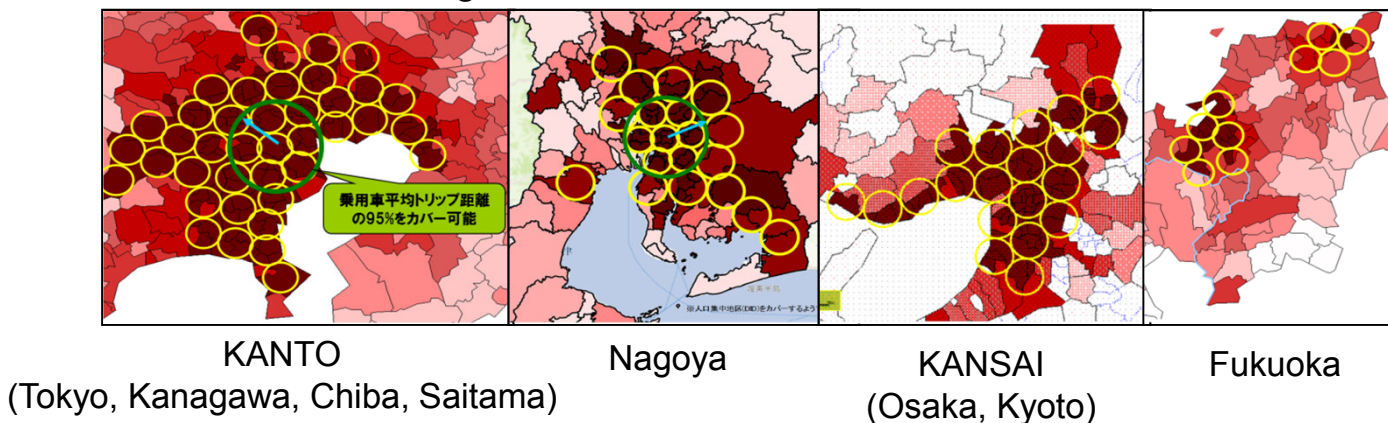 乗用車平均トリップ距離
の95%をカバー可能
※人口集中地区(DID)をカバーするよう
KANTO
(Tokyo, Kanagawa, Chiba, Saitama)
Nagoya
KANSAI
(Osaka, Kyoto)
Fukuoka